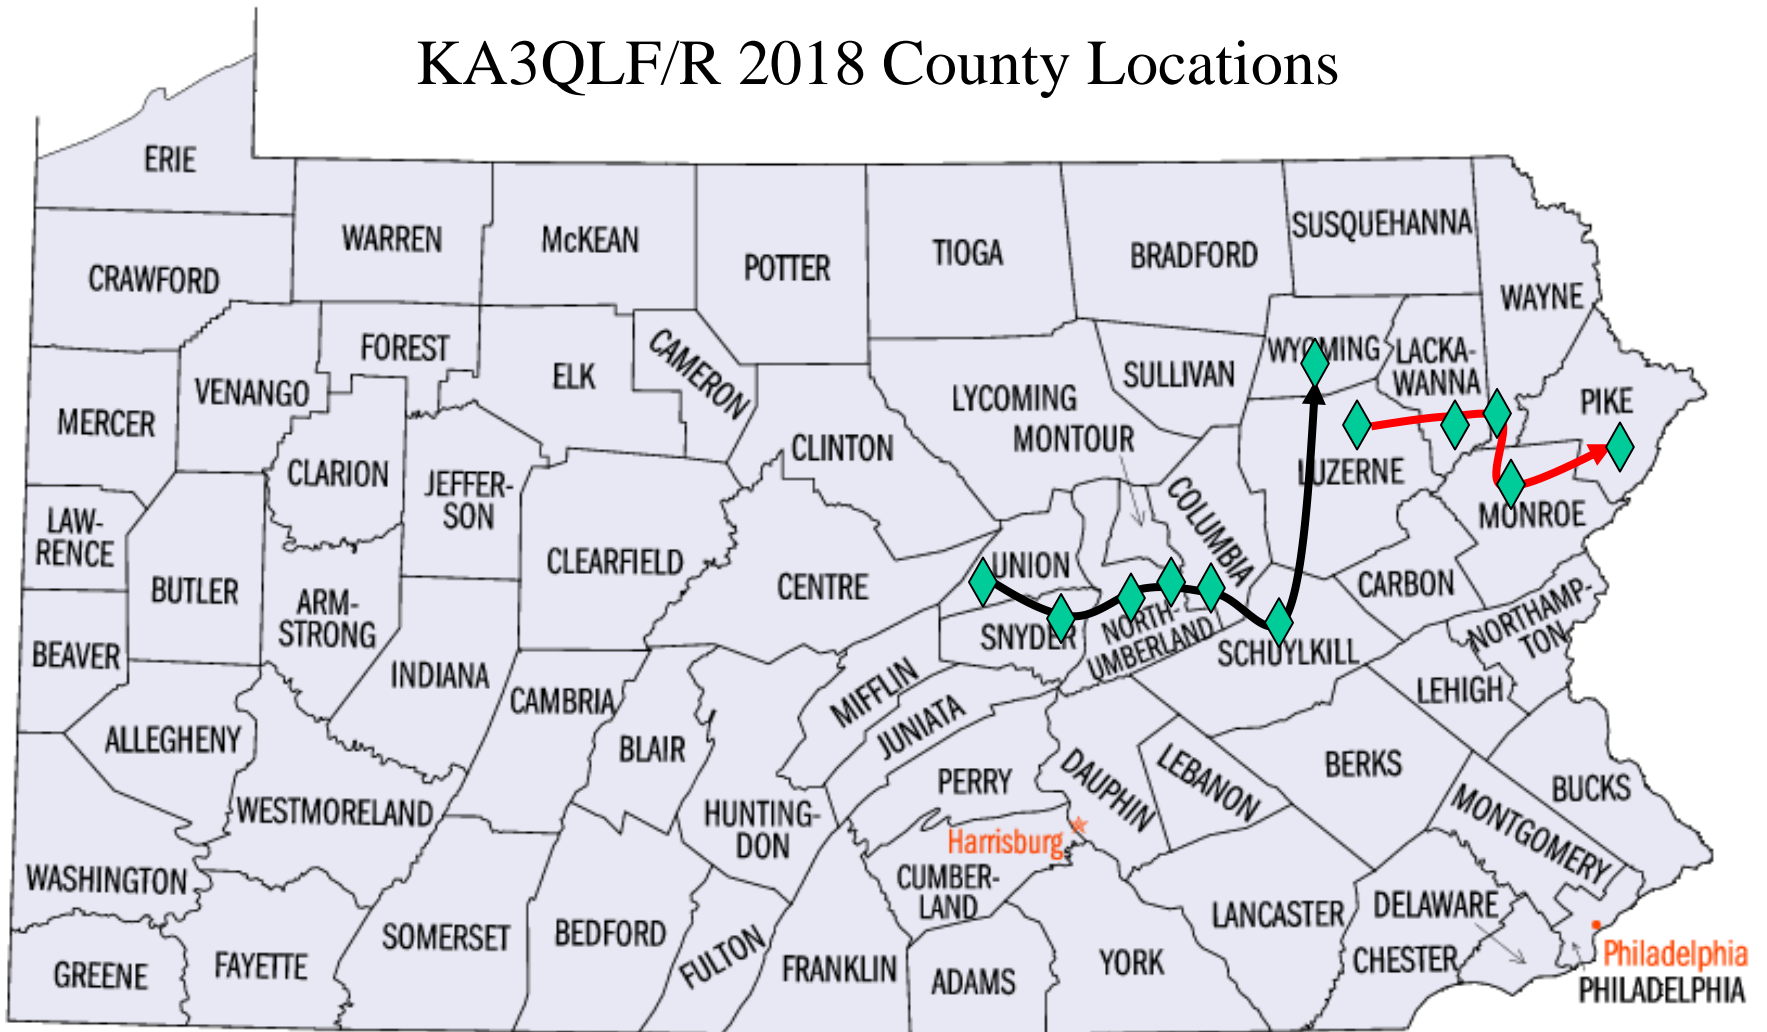 KA3QLF/R 2018 County Locations
ERIE
WARREN
McKEAN
POTTER
TIOGA
BRADFORD
SUSQUEHANNA
WAYNE
CRAWFORD
FOREST
ELK
CAMERON
VENANGO
MERCER
LYCOMING
SULLIVAN
WYOMING
LACKA-
WANNA
PIKE
CLINTON
MONTOUR
LUZERNE
COLUMBIA
MONROE
CLARION
JEFFER-
SON
LAW-
RENCE
BUTLER
CLEARFIELD
CENTRE
UNION
CARBON
NORTHAMP-
TON
ARM-
STRONG
SNYDER
NORTH-
UMBERLAND
SCHUYLKILL
BEAVER
INDIANA
CAMBRIA
MIFFLIN
JUNIATA
LEHIGH
ALLEGHENY
BLAIR
PERRY
DAUPHIN
LEBANON
BERKS
BUCKS
WESTMORELAND
HUNTING-
DON
MONTGOMERY
Harrisburg
WASHINGTON
CUMBER-
LAND
LANCASTER
DELAWARE
SOMERSET
BEDFORD
FULTON
FRANKLIN
ADAMS
YORK
CHESTER
Philadelphia
PHILADELPHIA
GREENE
FAYETTE